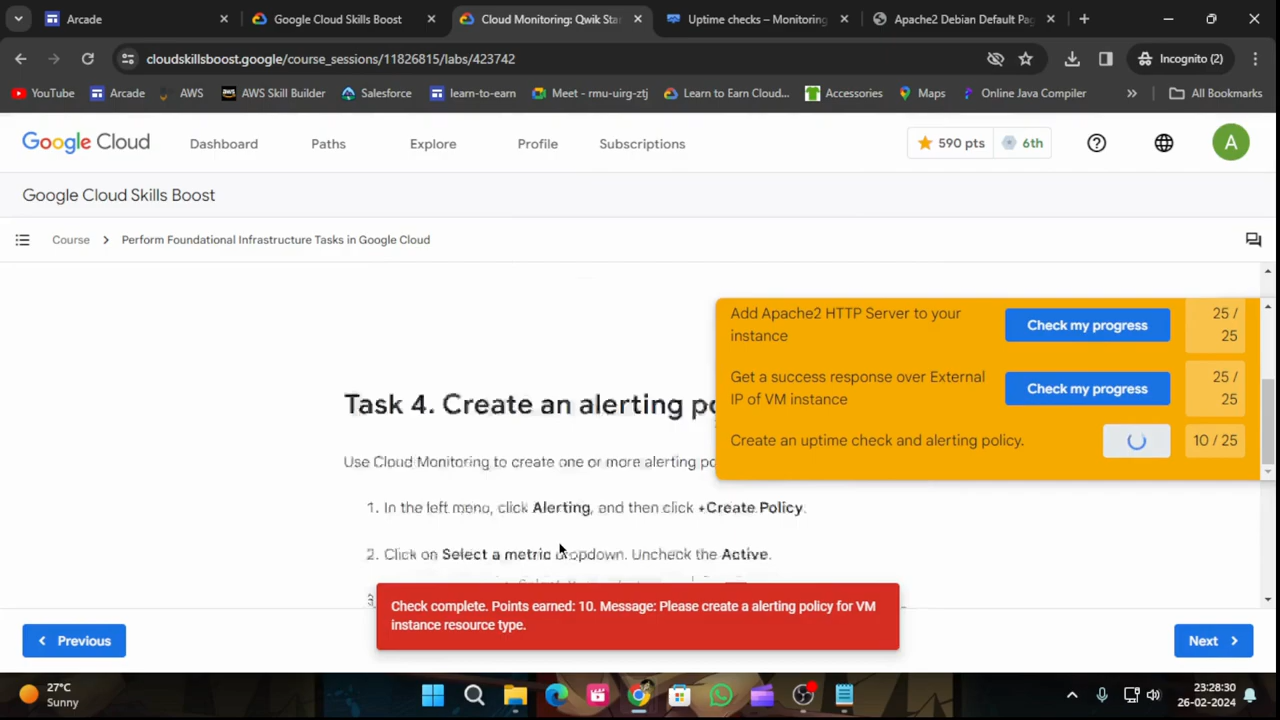 Arcade
Google Cloud Skills Boost
Cloud Monitoring: Qwik Sta
Uptime checks – Monitoring
Apache2 Debian Default Pag
cloudskillsboost.google/course_sessions/11826815/labs/423742
Incognito (2)
YouTube
Arcade
AWS
AWS Skill Builder
Salesforce
learn-to-earn
Meet - rmu-uirg-ztj
Learn to Earn Cloud...
Accessories
Maps
Online Java Compiler
»
All Bookmarks
Google Cloud
Dashboard
Paths
Explore
Profile
Subscriptions
590 pts
6th
A
Google Cloud Skills Boost
Course
Perform Foundational Infrastructure Tasks in Google Cloud
Add Apache2 HTTP Server to your
instance
Check my progress
25 /
25
Get a success response over External
IP of VM instance
Check my progress
25 /
25
Create an uptime check and alerting policy.
10 / 25
Task 4. Create an alerting po
Use Cloud Monitoring to create one or more alerting po
1. In the left menu, click Alerting, and then click +Create Policy.
2. Click on Select a metric dropdown. Uncheck the Active.
3
Check complete. Points earned: 10. Message: Please create a alerting policy for VM
instance resource type.
Previous
Next
27°C
Sunny
23:28:30
26-02-2024